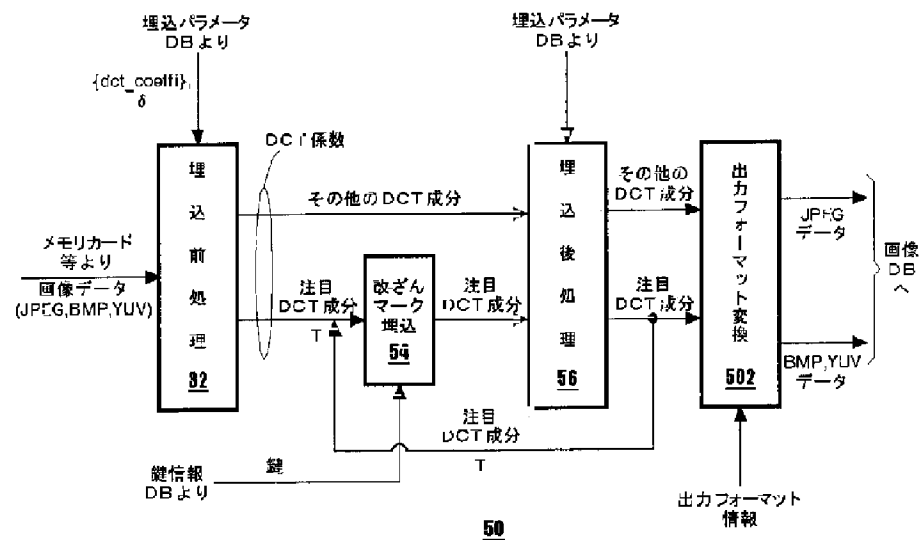 埋込パラメータ
DBより
{dct_coeffi},
δ
埋込前処理
32
メモリカード
等より
画像データ
(JPEG,BMP,YUV)
DCT係数
その他のDCT成分
注目
DCT成分
T
改ざん
マーク
埋込
54
注目
DCT成分
埋込パラメータ
DBより
埋込後処理
56
その他の
DCT成分
注目
DCT成分
注目
DCT成分
T
鍵情報
DBより
鍵
出力フォーマット変換
502
JPEG
データ
BMP,YUV
データ
画像
DB
へ
出力フォーマット
情報
50